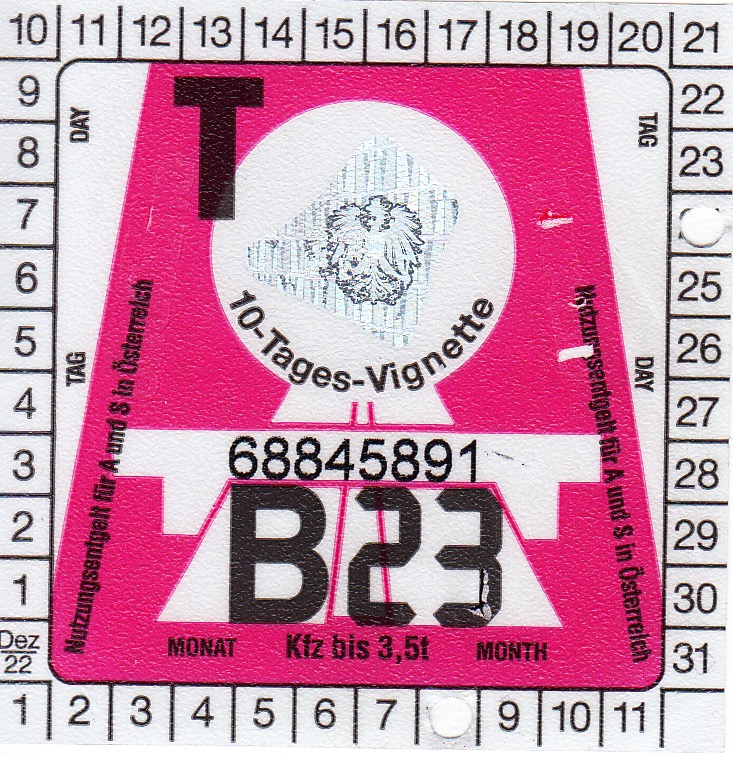 10 11 12 13 14 15 16 17 18 19 20 21
9 22
8 23
7
6 25
5 26
4 27
3 28
2 29
1 30
Dez
22
31
1 2 3 4 5 6 7 9 10 11
DAY
TAG
T
10-Tages-Vignette
TAG
DAY
Nutzungsentgelt für A und S in Österreich
Nutzungsentgelt für A und S in Österreich
68845891
B23
MONAT Kfz bis 3,5t MONTH